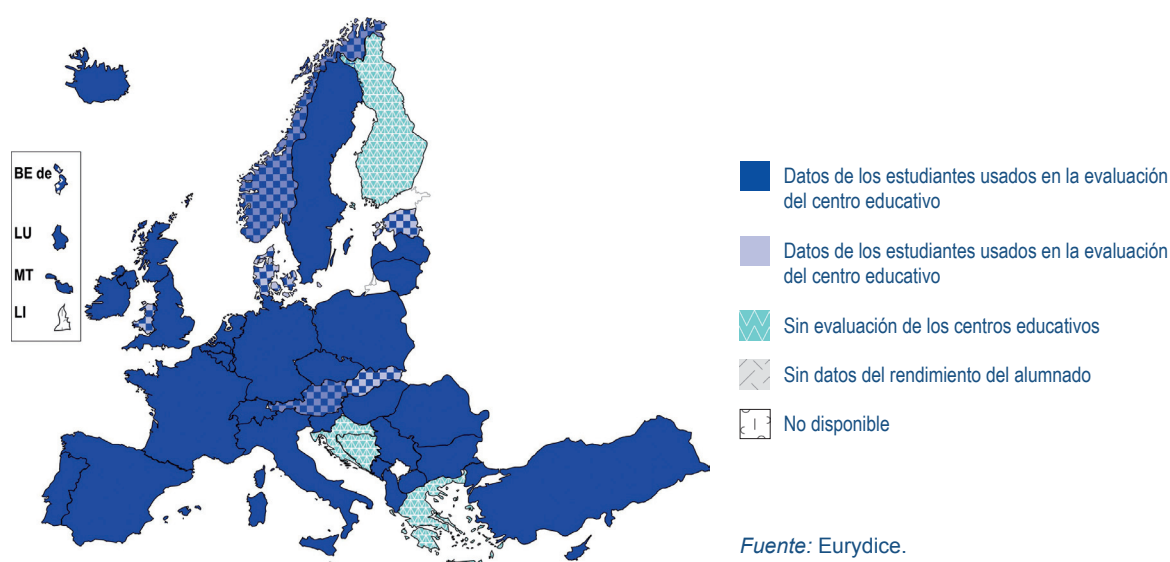 BE de
LU
MT
LI
Datos de los estudiantes usados en la evaluación
del centro educativo
Datos de los estudiantes usados en la evaluación
del centro educativo
Sin evaluación de los centros educativos
Sin datos del rendimiento del alumnado
No disponible
Fuente: Eurydice.